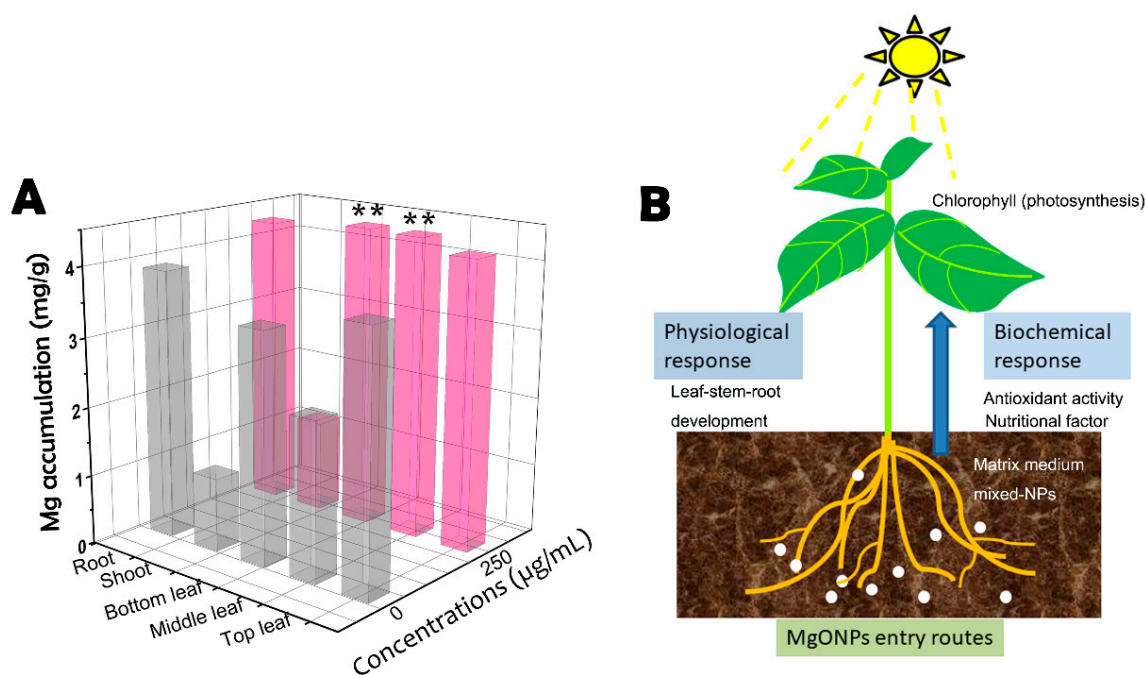 A
Mg accumulation (mg/g)
4
3
2
1
0
** **
Root
Shoot
Bottom leaf
Middle leaf
Top leaf
0
250
Concentrations (µg/mL)
B
Chlorophyll (photosynthesis)
Physiological
response
Leaf-stem-root
development
Biochemical
response
Antioxidant activity
Nutritional factor
Matrix medium
mixed-NPs
MgONPs entry routes